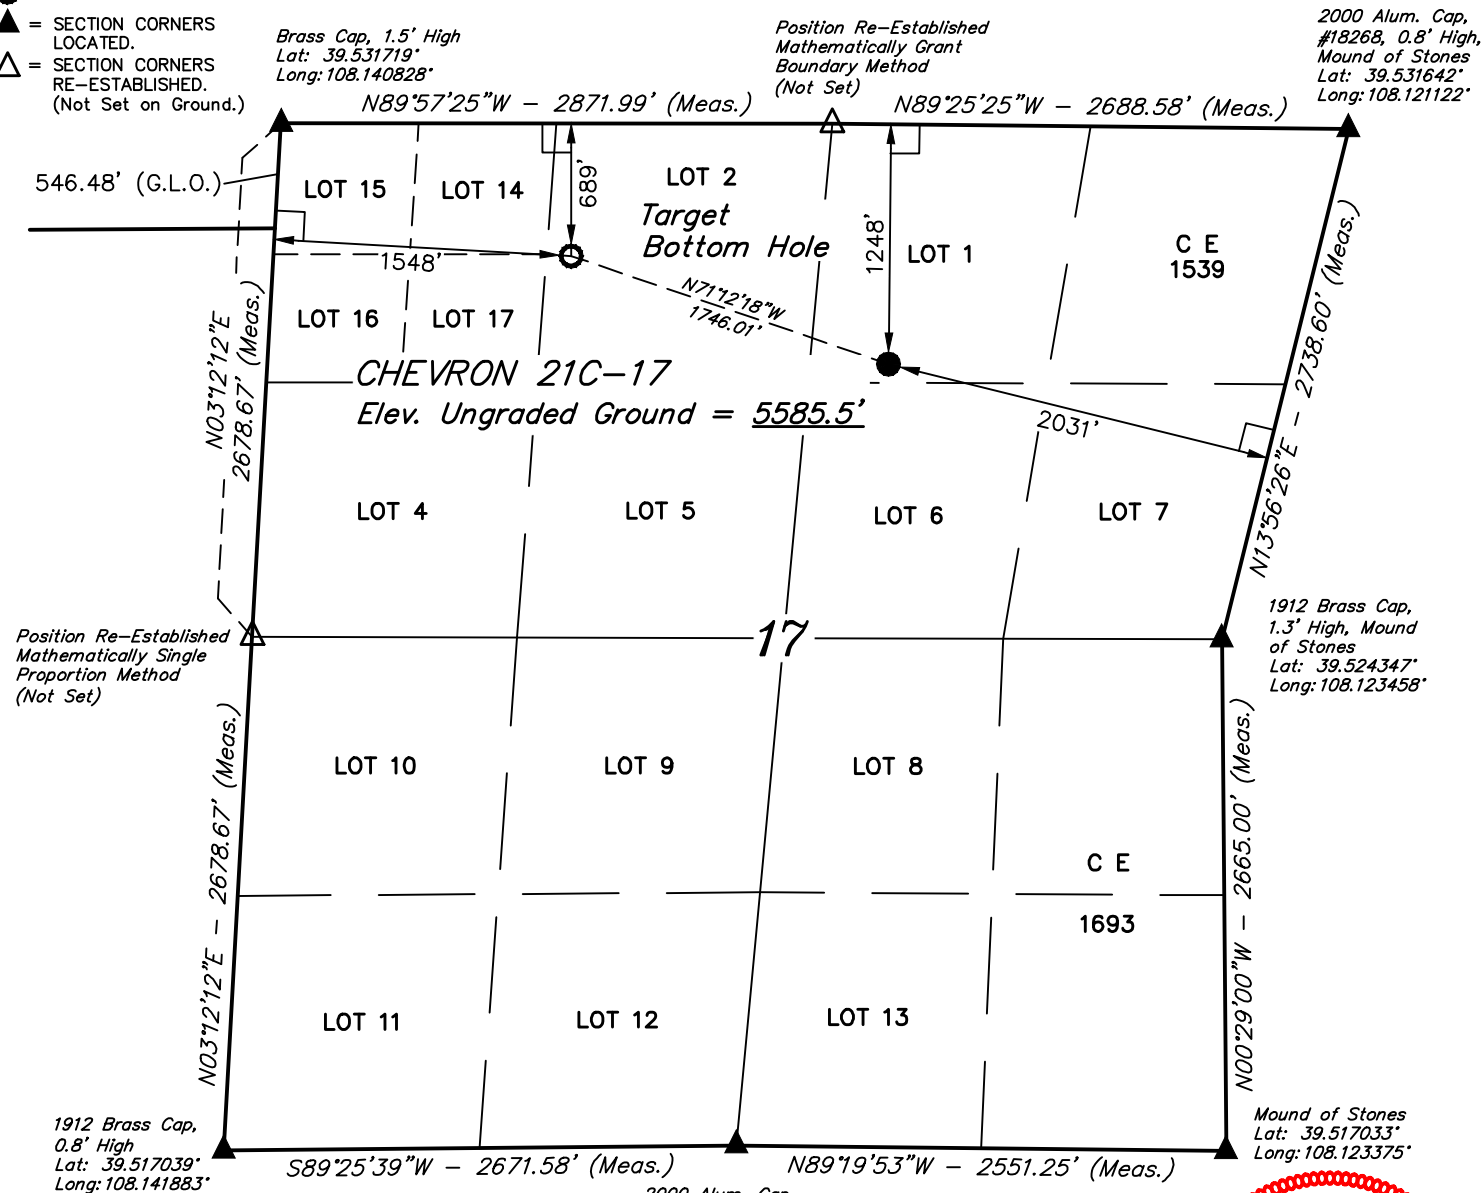 = SECTION CORNERS
LOCATED.
= SECTION CORNERS
RE-ESTABLISHED.
(Not Set on Ground.)
Brass Cap, 1.5' High
Lat: 39.531719°
Long: 108.140828°
Position Re-Established
Mathematically Grant
Boundary Method
(Not Set)
2000 Alum. Cap,
#18268, 0.8' High,
Mound of Stones
Lat: 39.531642°
Long: 108.121122°
N89°57'25"W - 2871.99' (Meas.)
N89°25'25"W - 2688.58' (Meas.)
546.48' (G.L.O.)
LOT 15
LOT 14
689'
LOT 2
Target
Bottom Hole
1248'
LOT 1
C E
1539
1548'
N71°12'18"W
1746.01'
LOT 16
LOT 17
CHEVRON 21C-17
Elev. Ungraded Ground = 5585.5'
2031'
N03°12'12"E
2678.67' (Meas.)
N13°56'26"E - 2738.60' (Meas.)
LOT 4
LOT 5
LOT 6
LOT 7
Position Re-Established
Mathematically Single
Proportion Method
(Not Set)
17
1912 Brass Cap,
1.3' High, Mound
of Stones
Lat: 39.524347°
Long: 108.123458°
LOT 10
LOT 9
LOT 8
N03°12'12"E - 2678.67' (Meas.)
N00°29'00"W - 2665.00' (Meas.)
C E
1693
LOT 11
LOT 12
LOT 13
1912 Brass Cap,
0.8' High
Lat: 39.517039°
Long: 108.141883°
S89°25'39"W - 2671.58' (Meas.)
N89°19'53"W - 2551.25' (Meas.)
Mound of Stones
Lat: 39.517033°
Long: 108.123375°
2000 Alum. Cap